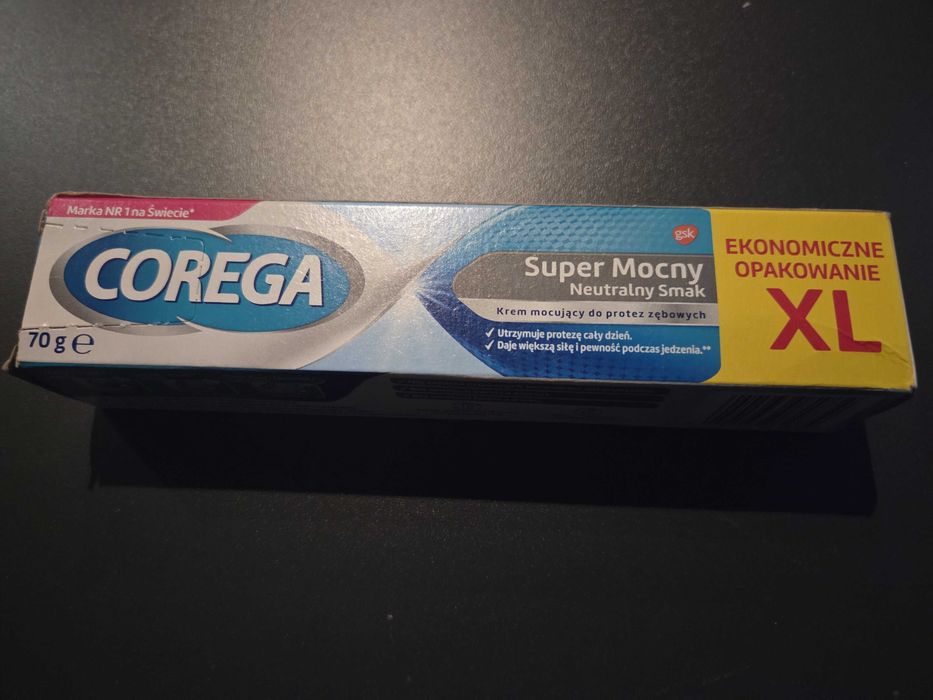 Marka NR 1 na Świecie*
COREGA
70 g e
gsk
Super Mocny
Neutralny Smak
Krem mocujący do protez zębowych
✓ Utrzymuje protezę cały dzień.
✓ Daje większą siłę i pewność podczas jedzenia.**
EKONOMICZNE
OPAKOWANIE
XL